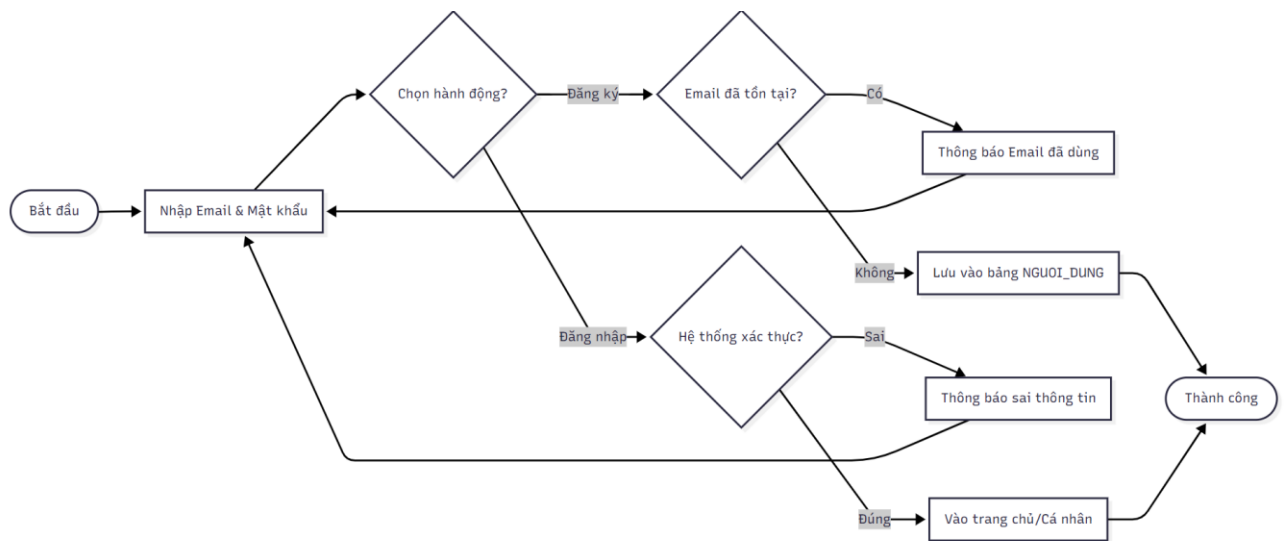 Bắt đầu
Nhập Email & Mật khẩu
Chọn hành động?
Đăng ký
Email đã tồn tại?
Có
Thông báo Email đã dùng
Không
Lưu vào bảng NGUOI_DUNG
Đăng nhập
Hệ thống xác thực?
Sai
Thông báo sai thông tin
Thành công
Đúng
Vào trang chủ/Cá nhân